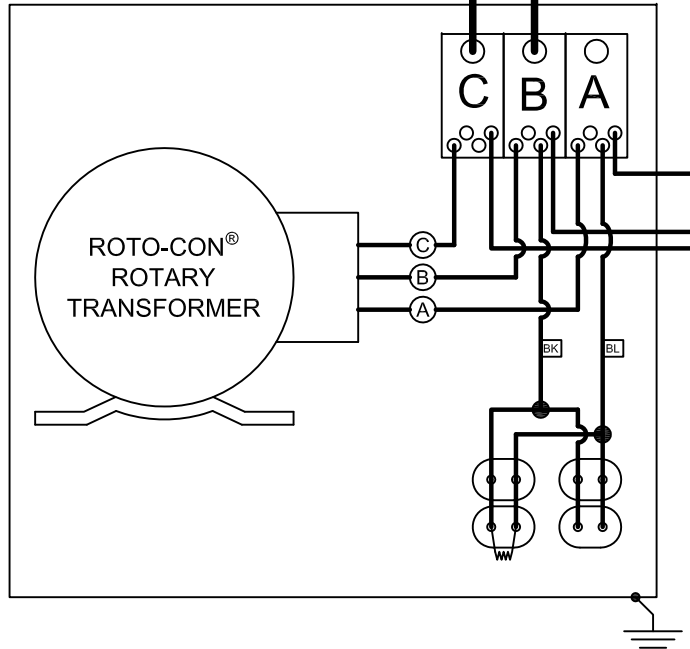 C B A
ROTO-CON®
ROTARY
TRANSFORMER
C
B
A
BK BL